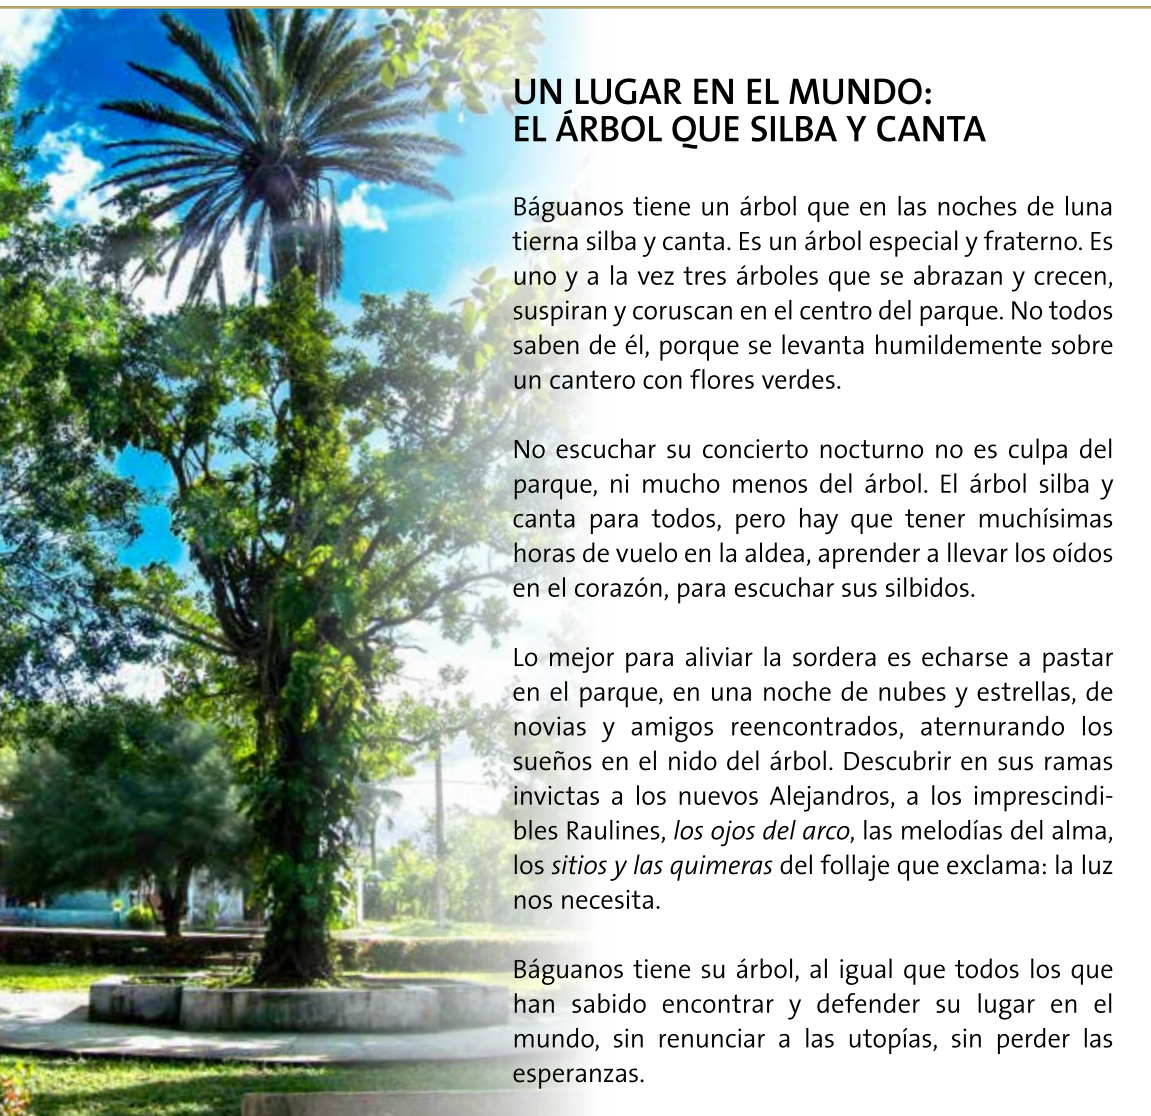 UN LUGAR EN EL MUNDO:
EL ÁRBOL QUE SILBA Y CANTA
Báguanos tiene un árbol que en las noches de luna
tierna silba y canta. Es un árbol especial y fraterno. Es
uno y a la vez tres árboles que se abrazan y crecen,
suspiran y coruscan en el centro del parque. No todos
saben de él, porque se levanta humildemente sobre
un cantero con flores verdes.
No escuchar su concierto nocturno no es culpa del
parque, ni mucho menos del árbol. El árbol silba y
canta para todos, pero hay que tener muchísimas
horas de vuelo en la aldea, aprender a llevar los oídos
en el corazón, para escuchar sus silbidos.
Lo mejor para aliviar la sordera es echarse a pastar
en el parque, en una noche de nubes y estrellas, de
novias y amigos reencontrados, aternurando los
sueños en el nido del árbol. Descubrir en sus ramas
invictas a los nuevos Alejandros, a los imprescindi-
bles Raulines, los ojos del arco, las melodías del alma,
los sitios y las quimeras del follaje que exclama: la luz
nos necesita.
Báguanos tiene su árbol, al igual que todos los que
han sabido encontrar y defender su lugar en el
mundo, sin renunciar a las utopías, sin perder las
esperanzas.